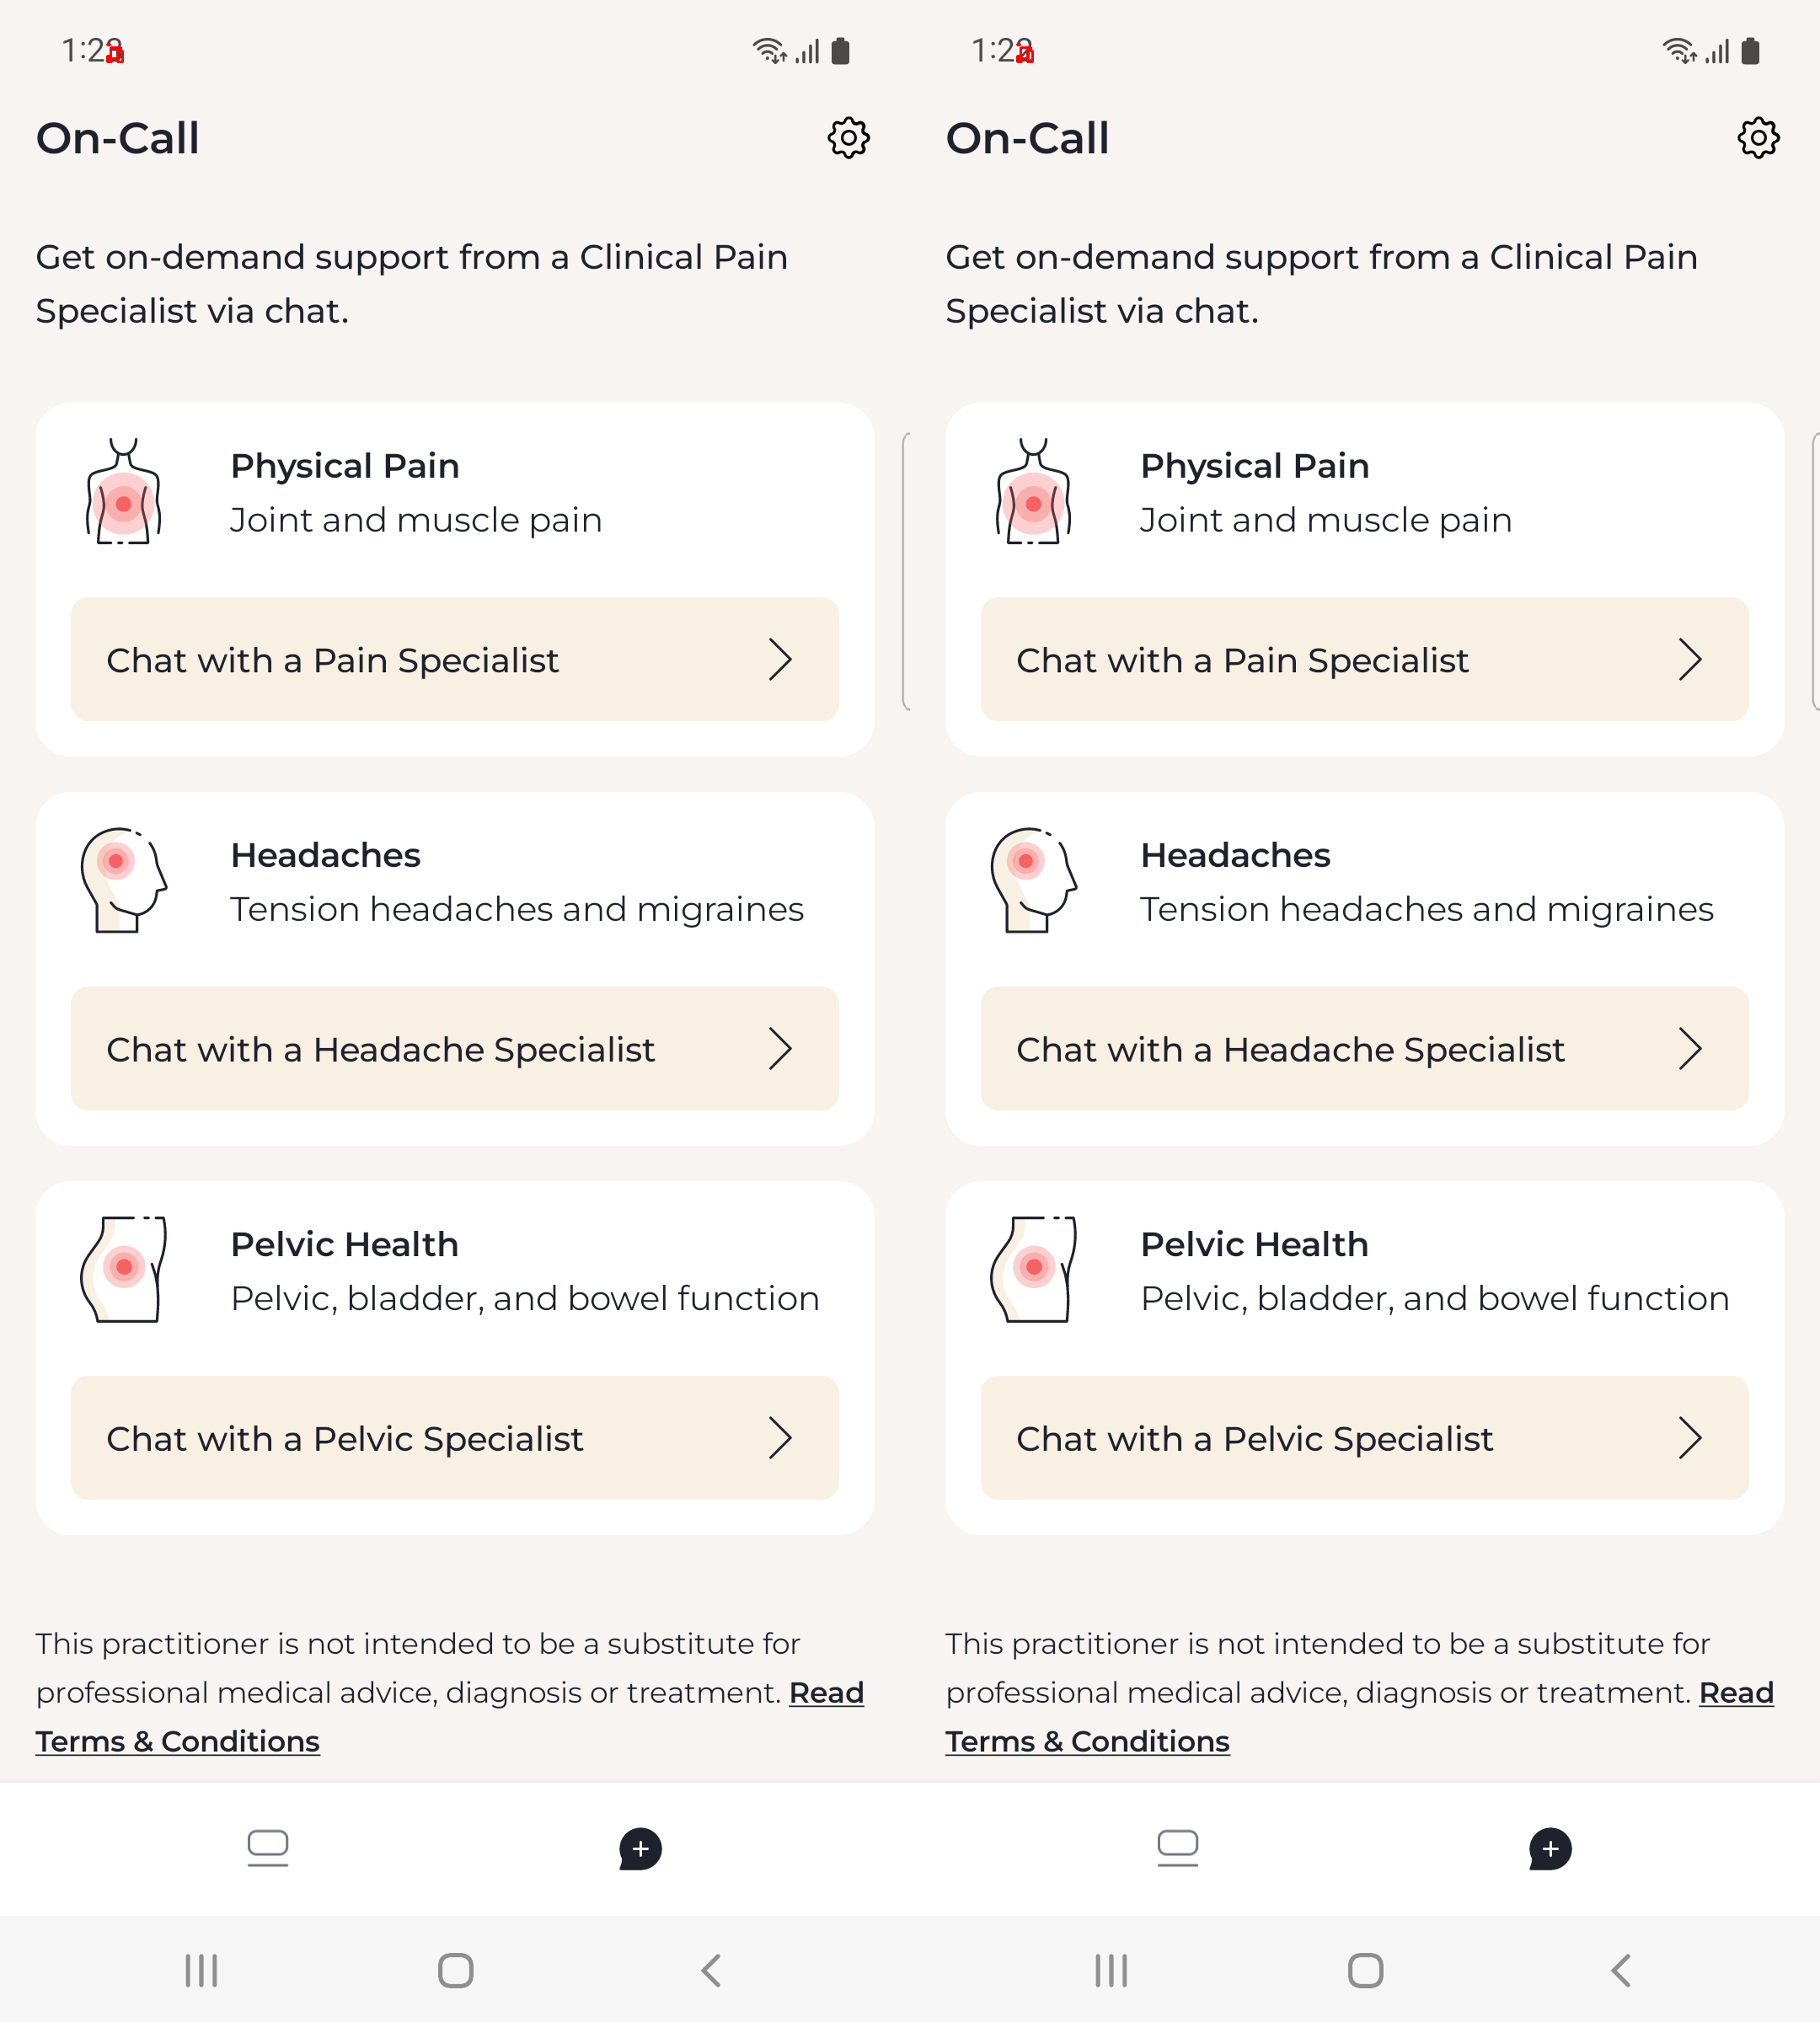 On-Call
Get on-demand support from a Clinical Pain
Specialist via chat.
Physical Pain
Joint and muscle pain
Chat with a Pain Specialist
Headaches
Tension headaches and migraines
Chat with a Headache Specialist
Pelvic Health
Pelvic, bladder, and bowel function
Chat with a Pelvic Specialist
This practitioner is not intended to be a substitute for
professional medical advice, diagnosis or treatment. Read
Terms & Conditions
On-Call
Get on-demand support from a Clinical Pain
Specialist via chat.
Physical Pain
Joint and muscle pain
Chat with a Pain Specialist
Headaches
Tension headaches and migraines
Chat with a Headache Specialist
Pelvic Health
Pelvic, bladder, and bowel function
Chat with a Pelvic Specialist
This practitioner is not intended to be a substitute for
professional medical advice, diagnosis or treatment. Read
Terms & Conditions